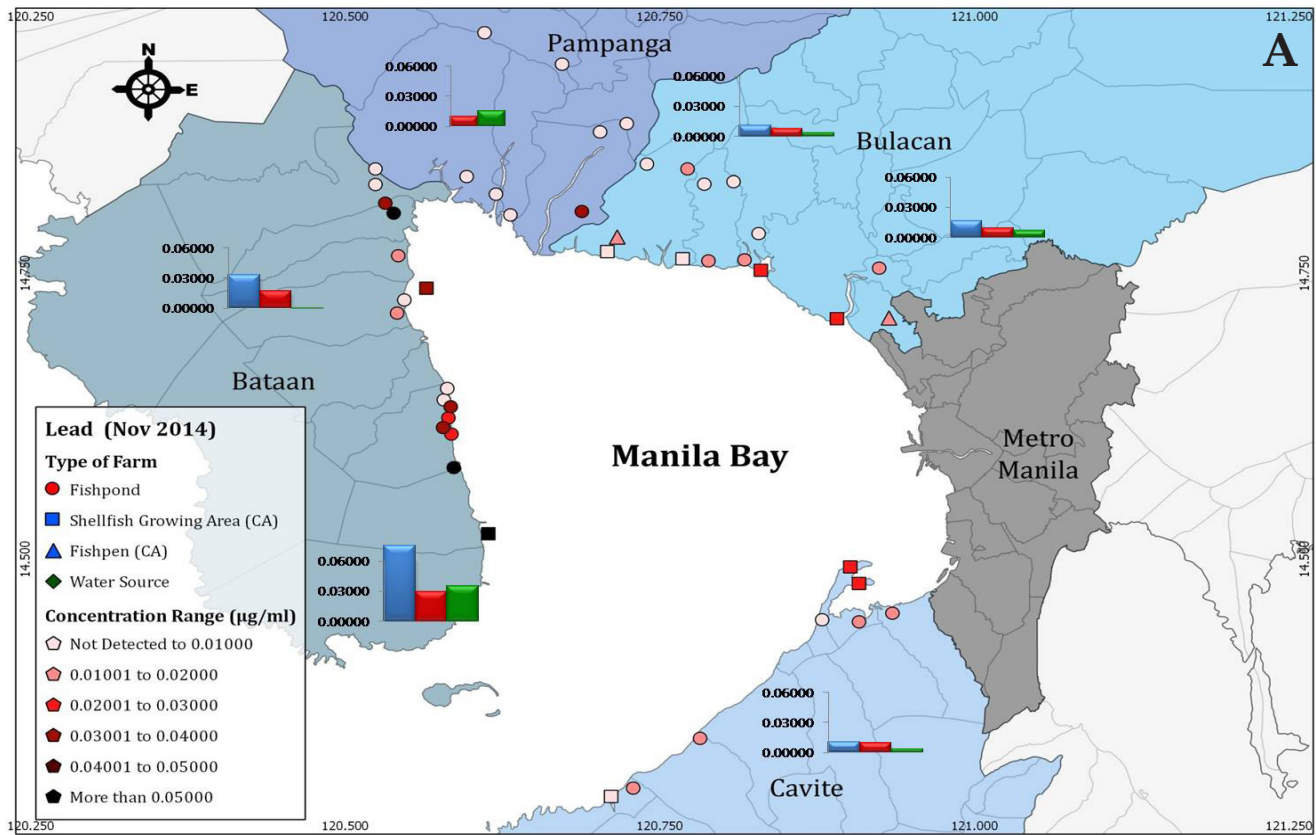 120.250 120.500 120.750 121.000 121.250
A
N
E
Pampanga
0.06000
0.03000
0.00000
0.06000
0.03000
0.00000
Bulacan
0.06000
0.03000
0.00000
14.750
0.06000
0.03000
0.00000
14.750
Bataan
Manila Bay
Metro
Manila
14.500
0.06000
0.03000
0.00000
14.500
0.06000
0.03000
0.00000
Cavite
Lead (Nov 2014)
Type of Farm
Fishpond
Shellfish Growing Area (CA)
Fishpen (CA)
Water Source
Concentration Range (µg/ml)
Not Detected to 0.01000
0.01001 to 0.02000
0.02001 to 0.03000
0.03001 to 0.04000
0.04001 to 0.05000
More than 0.05000
120.250 120.500 120.750 121.000 121.250